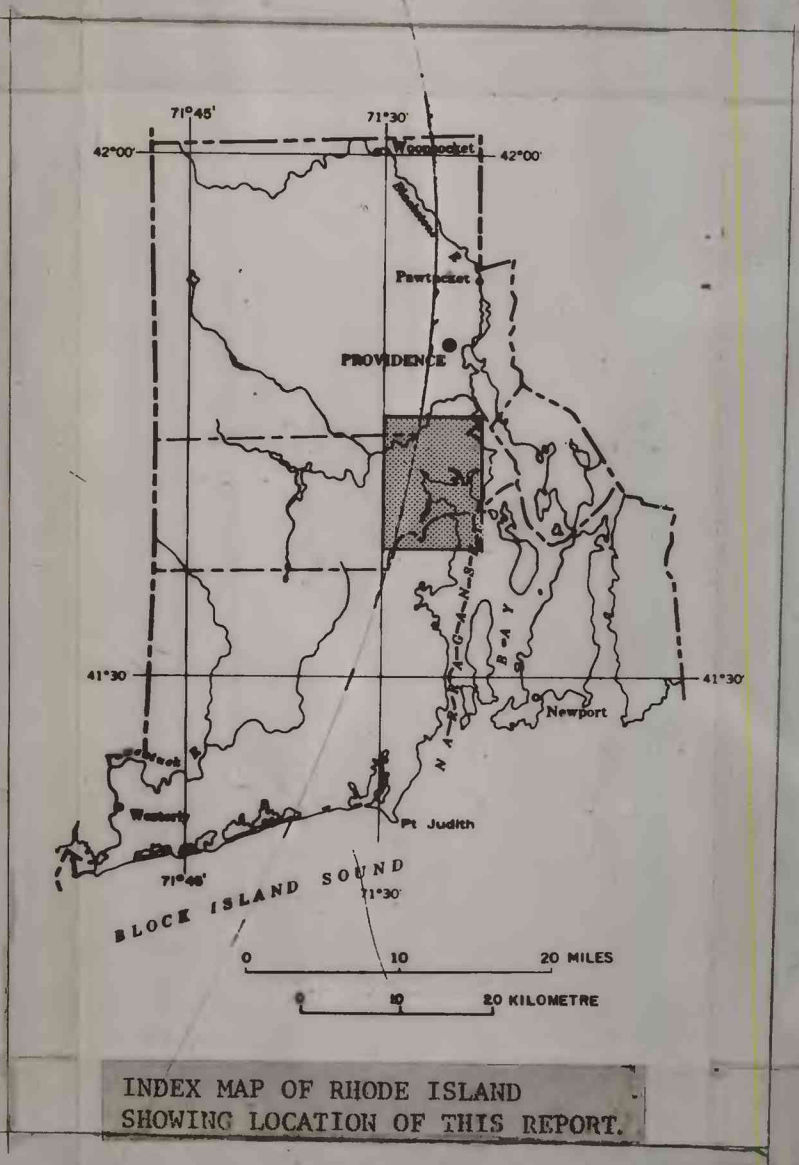 71°45'
71°30'
42°00'
Woonsocket
42°00'
Pawtucket
PROVIDENCE
41°30
41°30'
NARRAGANSETT
BAY
Newport
Westerly
Pt Judith
71°45'
71°30'
BLOCK ISLAND SOUND
0 10 20 MILES
0 10 20 KILOMETRE
INDEX MAP OF RHODE ISLAND
SHOWING LOCATION OF THIS REPORT.